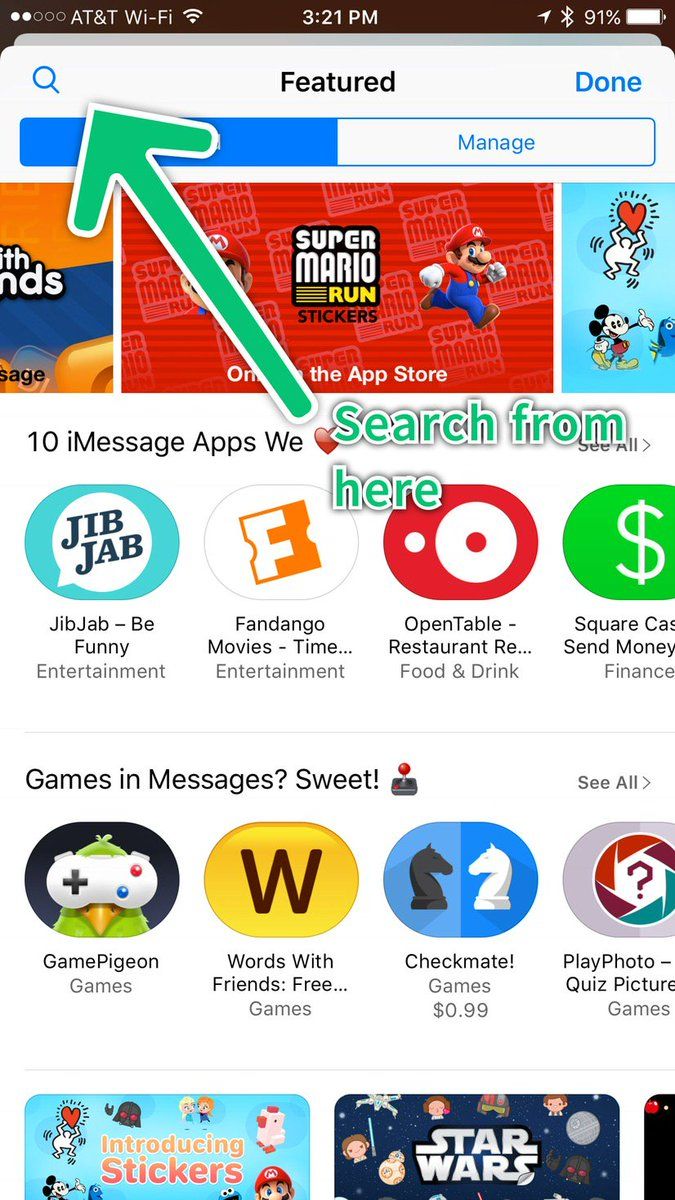 AT&T Wi-Fi 3:21 PM 91%
Featured Done
Manage
SUPER
MARIO
RUN
STICKERS
ith
nds
sage
the App Store
10 iMessage Apps We ❤️
See All >
Search from
here
JIB
JAB
F
$
JibJab – Be
Funny
Entertainment
Fandango
Movies - Time...
Entertainment
OpenTable -
Restaurant Re...
Food & Drink
Square Cas
Send Money
Finance
Games in Messages? Sweet! 🕹️
See All >
W
?
GamePigeon
Games
Words With
Friends: Free...
Games
Checkmate!
Games
$0.99
PlayPhoto –
Quiz Picture
Games
Introducing
Stickers
STAR
WARS